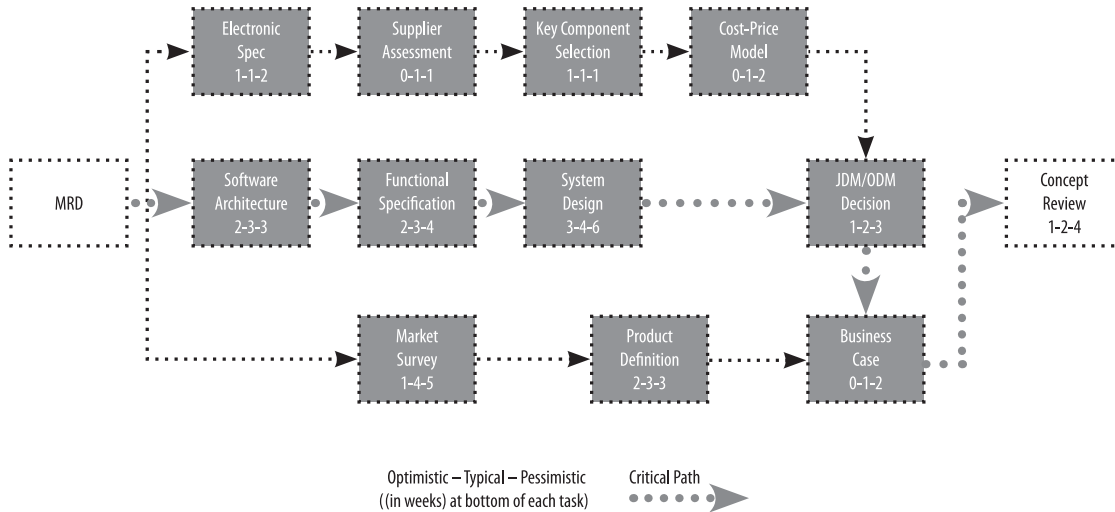 Electronic
Spec
1-1-2
Supplier
Assessment
0-1-1
Key Component
Selection
1-1-1
Cost-Price
Model
0-1-2
MRD
Software
Architecture
2-3-3
Functional
Specification
2-3-4
System
Design
3-4-6
JDM/ODM
Decision
1-2-3
Concept
Review
1-2-4
Market
Survey
1-4-5
Product
Definition
2-3-3
Business
Case
0-1-2
Optimistic – Typical – Pessimistic
((in weeks) at bottom of each task)
Critical Path